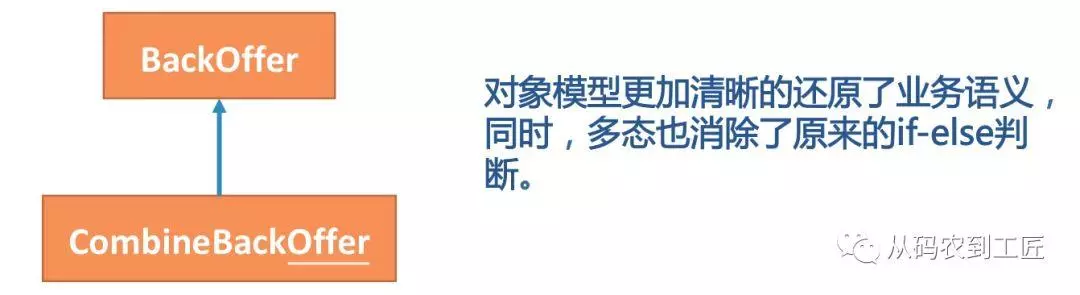 BackOffer
CombineBackOffer
对象模型更加清晰的还原了业务语义，
同时，多态也消除了原来的if-else判
断。
从码农到工匠